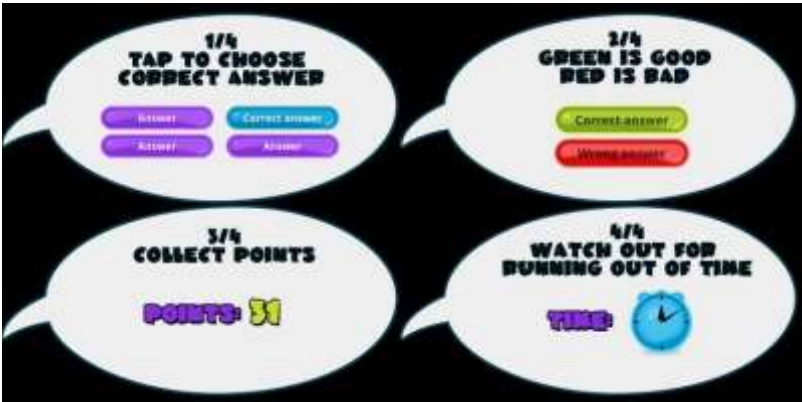 1/4
TAP TO CHOOSE
CORRECT ANSWER
Answer
Correct answer
Answer
Answer
2/4
GREEN IS GOOD
RED IS BAD
Correct answer
Wrong answer
3/4
COLLECT POINTS
POINTS: 31
4/4
WATCH OUT FOR
RUNNING OUT OF TIME
TIME: